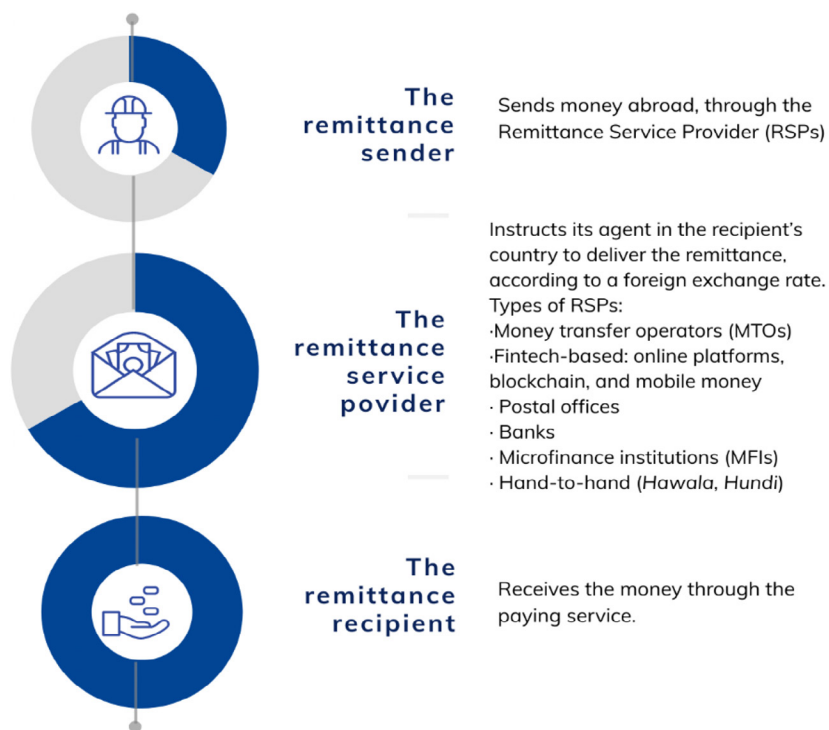 The
remittance
sender
Sends money abroad, through the
Remittance Service Provider (RSPs)
The
remittance
service
povider
Instructs its agent in the recipient’s
country to deliver the remittance,
according to a foreign exchange rate.
Types of RSPs:
·Money transfer operators (MTOs)
·Fintech-based: online platforms,
blockchain, and mobile money
· Postal offices
· Banks
· Microfinance institutions (MFIs)
· Hand-to-hand (Hawala, Hundi)
The
remittance
recipient
Receives the money through the
paying service.